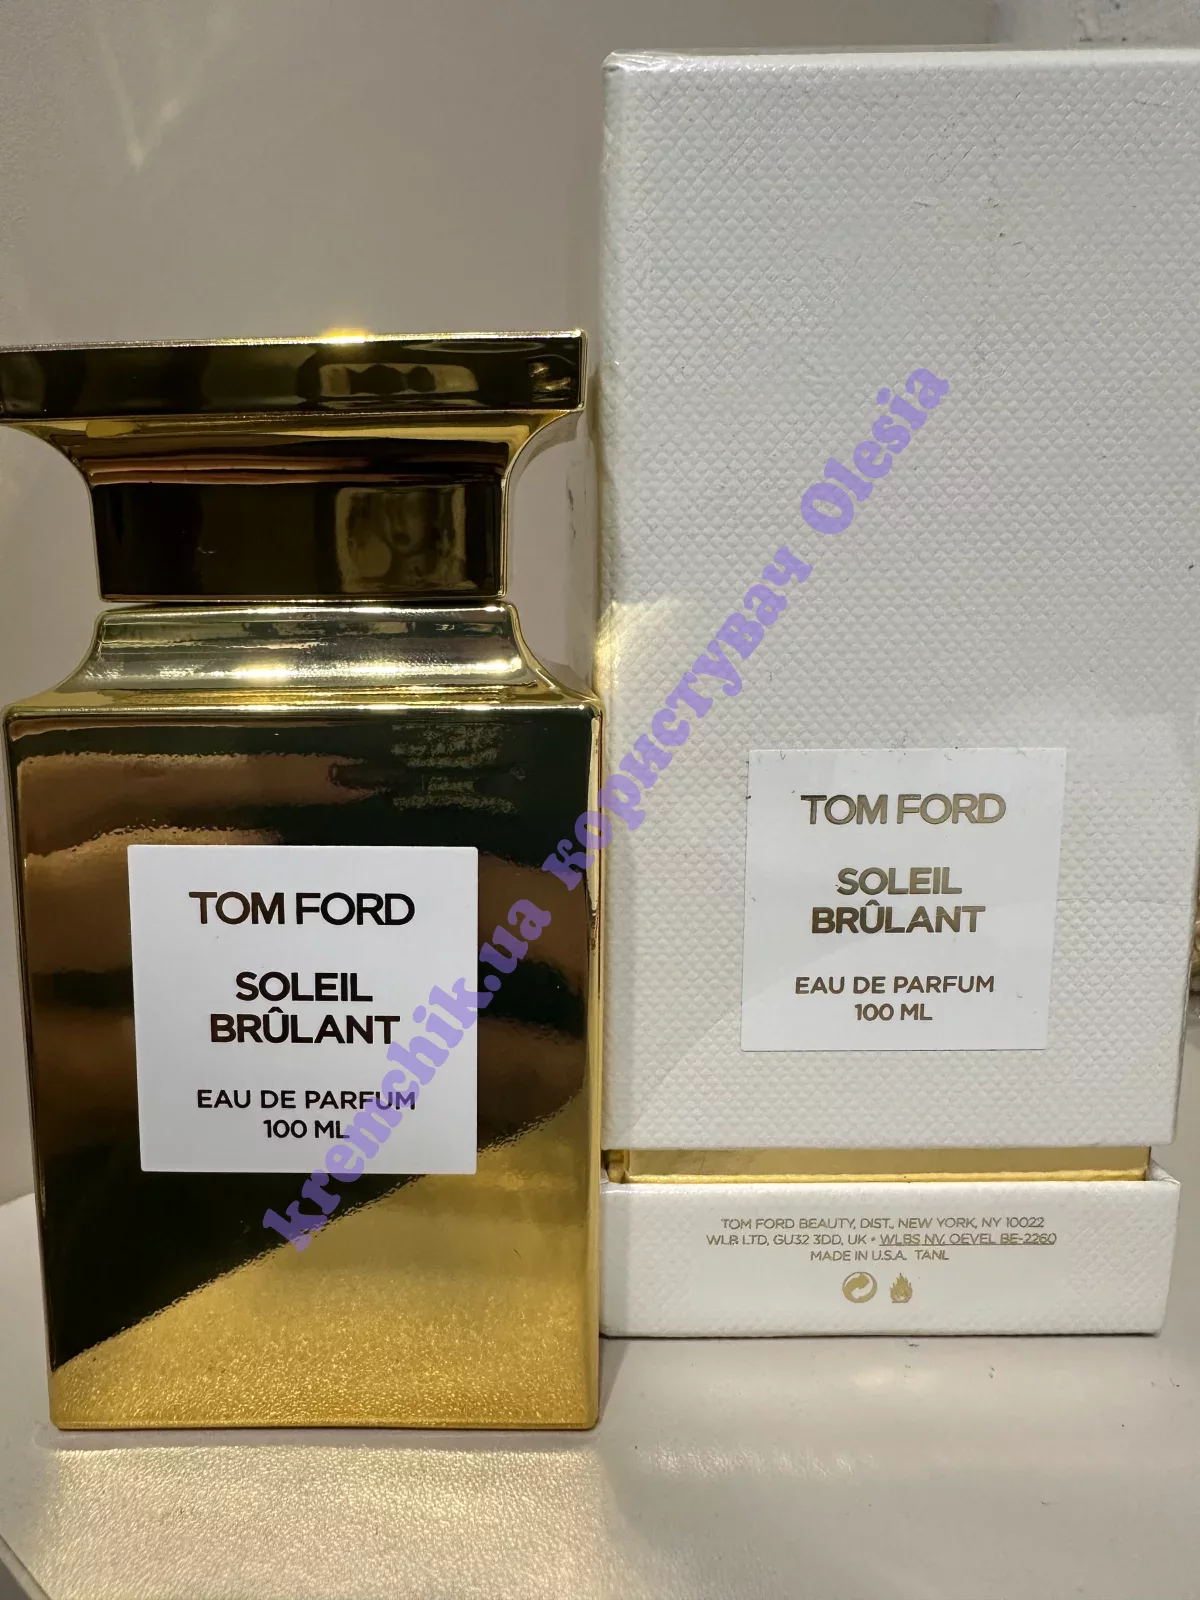 TOM FORD
SOLEIL
BRÛLANT
EAU DE PARFUM
100 ML
TOM FORD
SOLEIL
BRÛLANT
EAU DE PARFUM
100 ML
TOM FORD BEAUTY, DIST., NEW YORK, NY 10022
WLR LTD, GU32 3DD, UK • WLBS NV, OEVEL BE-2260
MADE IN U.S.A. TANL
kremchik.ua користувач Olesia